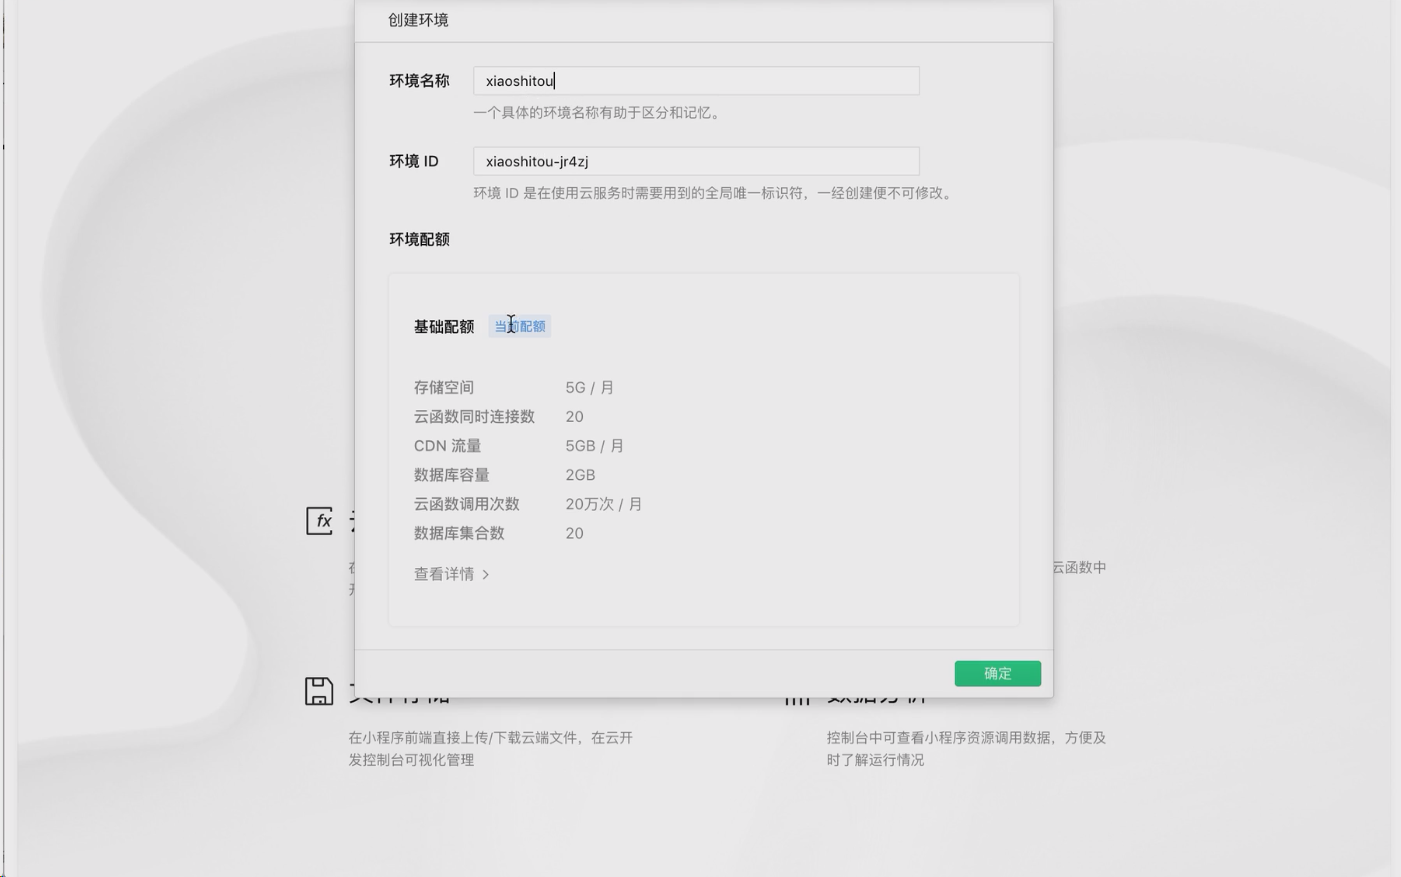 创建环境
环境名称
xiaoshitou
一个具体的环境名称有助于区分和记忆。
环境 ID
xiaoshitou-jr4zj
环境 ID 是在使用云服务时需要用到的全局唯一标识符，一经创建便不可修改。
环境配额
基础配额 当前配额
存储空间 5G / 月
云函数同时连接数 20
CDN 流量 5GB / 月
数据库容量 2GB
云函数调用次数 20万次 / 月
数据库集合数 20
查看详情 >
确定
fx
云函数中
文件存储
在小程序前端直接上传/下载云端文件，在云开
发控制台可视化管理
数据分析
控制台中可查看小程序资源调用数据，方便及
时了解运行情况